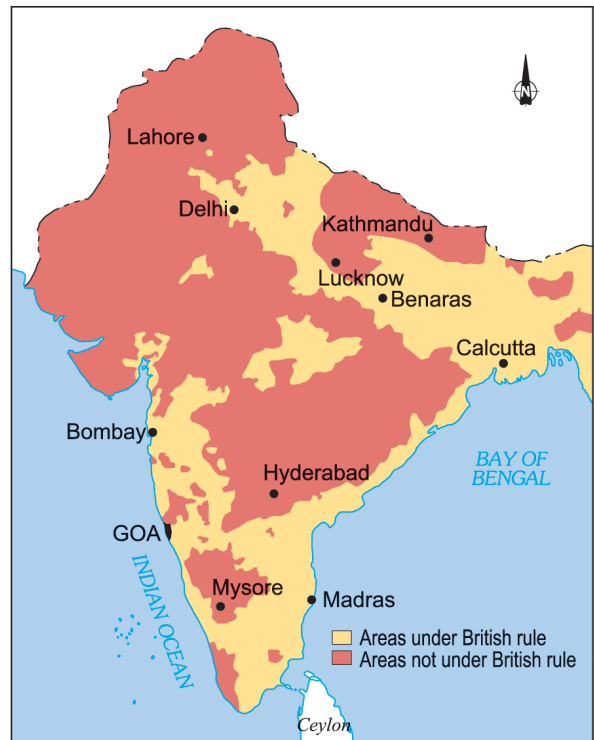 N
Lahore
Delhi
Kathmandu
Lucknow
Benaras
Calcutta
Bombay
BAY OF
BENGAL
Hyderabad
GOA
INDIAN OCEAN
Mysore
Madras
Areas under British rule
Areas not under British rule
Ceylon